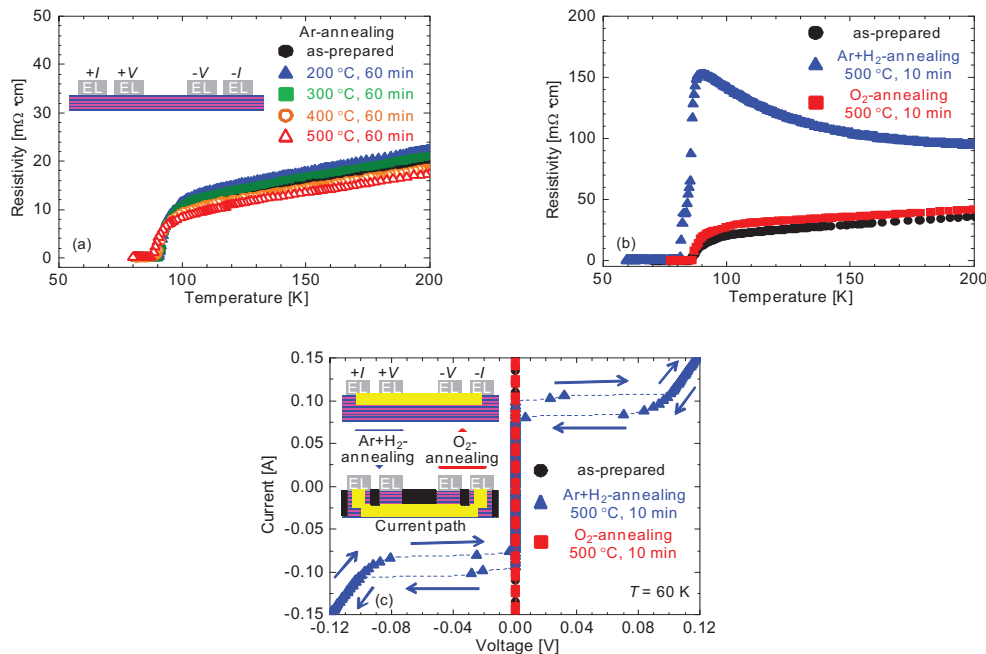 50
40
30
20
10
0
Resistivity [mΩ·cm]
Ar-annealing
as-prepared
200 °C, 60 min
300 °C, 60 min
400 °C, 60 min
500 °C, 60 min
+I +V -V -I
EL EL EL EL
(a)
50 100 150 200
Temperature [K]
200
150
100
50
0
Resistivity [mΩ·cm]
as-prepared
Ar+H2-annealing
500 °C, 10 min
O2-annealing
500 °C, 10 min
(b)
50 100 150 200
Temperature [K]
0.15
0.10
0.05
0.00
-0.05
-0.10
-0.15
Current [A]
+I +V -V -I
EL EL EL EL
Ar+H2-
annealing
O2-
annealing
EL EL EL EL
Current path
as-prepared
Ar+H2-annealing
500 °C, 10 min
O2-annealing
500 °C, 10 min
(c)
T = 60 K
-0.12 -0.08 -0.04 0.00 0.04 0.08 0.12
Voltage [V]